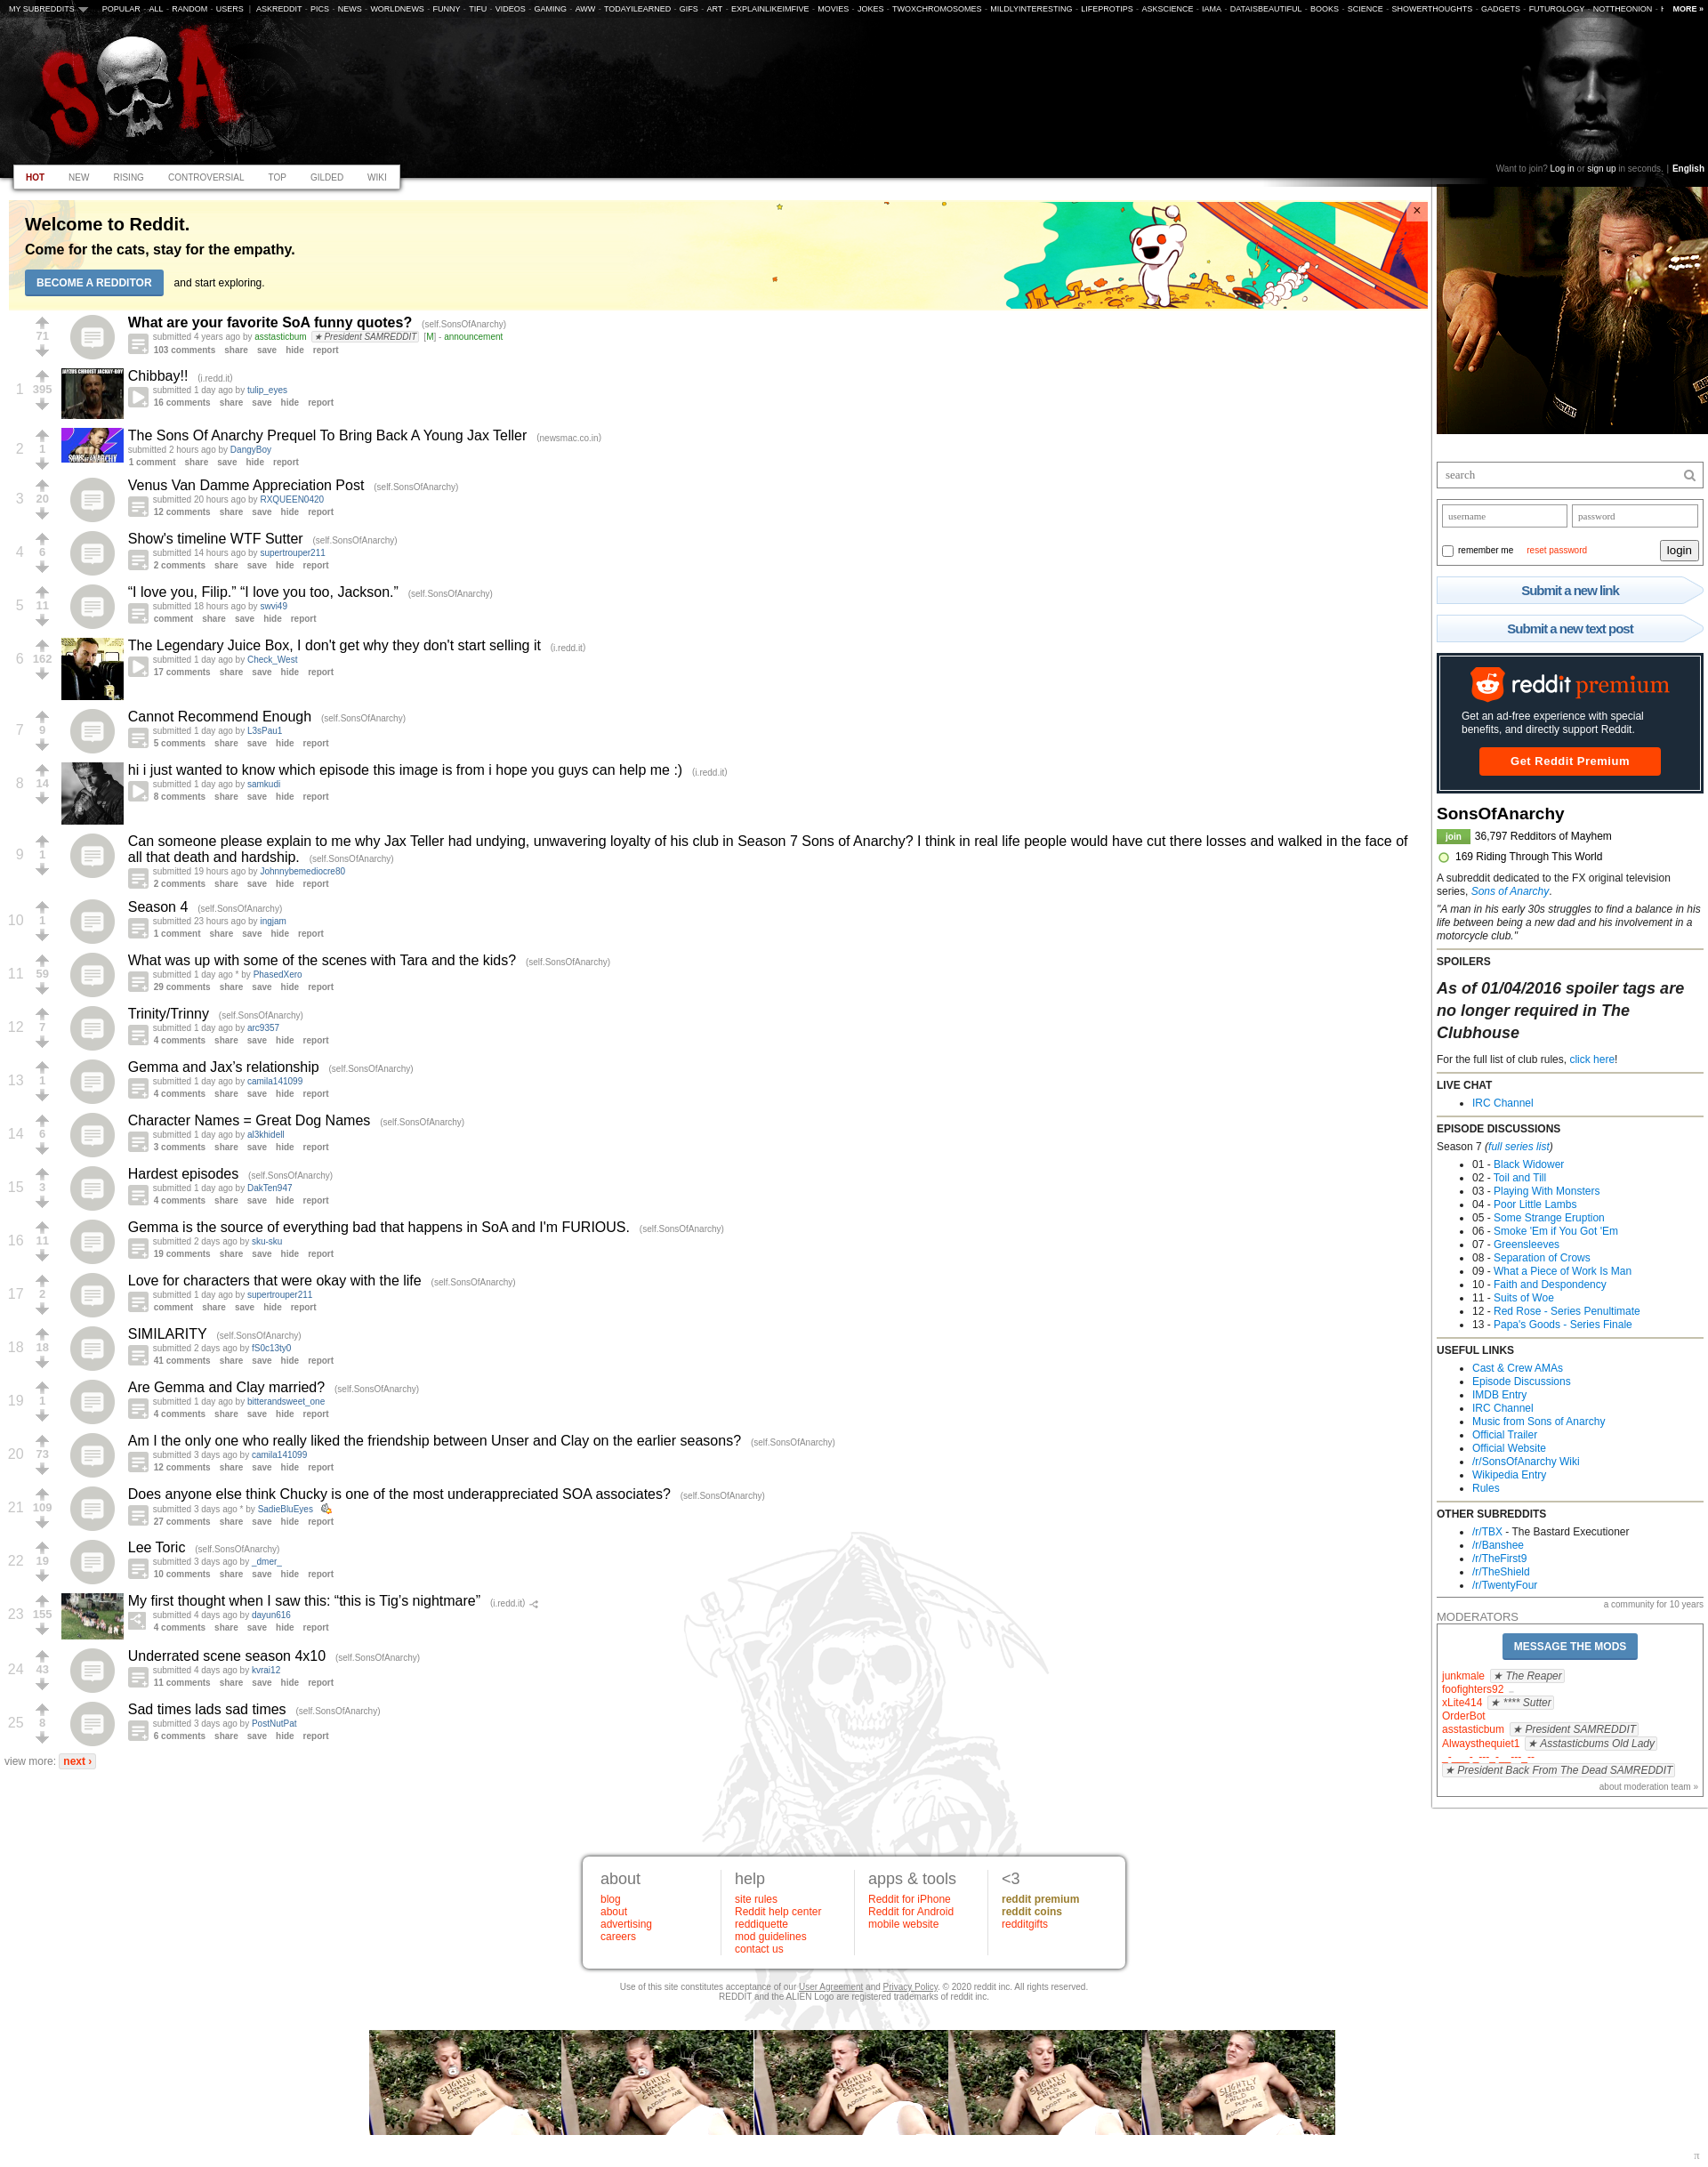 MY SUBREDDITS POPULAR - ALL - RANDOM - USERS | ASKREDDIT - PICS - NEWS - WORLDNEWS - FUNNY - TIFU - VIDEOS - GAMING - AWW - TODAYILEARNED - GIFS - ART - EXPLAINLIKEIMFIVE - MOVIES - JOKES - TWOXCHROMOSOMES - MILDLYINTERESTING - LIFEPROTIPS - ASKSCIENCE - IAMA - DATAISBEAUTIFUL - BOOKS - SCIENCE - SHOWERTHOUGHTS - GADGETS - FUTUROLOGY - NOTTHEONION - MORE »
SOA
Want to join? Log in or sign up in seconds. | English
HOT NEW RISING CONTROVERSIAL TOP GILDED WIKI
Welcome to Reddit.
Come for the cats, stay for the empathy.
BECOME A REDDITOR and start exploring.
×
What are your favorite SoA funny quotes? (self.SonsOfAnarchy)
71
submitted 4 years ago by asstasticbum ★ President SAMREDDIT [M] - announcement
103 comments share save hide report
Chibbay!! (i.redd.it)
1 395
submitted 1 day ago by tulip_eyes
16 comments share save hide report
The Sons Of Anarchy Prequel To Bring Back A Young Jax Teller (newsmac.co.in)
2 1
submitted 2 hours ago by DangyBoy
1 comment share save hide report
Venus Van Damme Appreciation Post (self.SonsOfAnarchy)
3 20
submitted 20 hours ago by RXQUEEN0420
12 comments share save hide report
Show's timeline WTF Sutter (self.SonsOfAnarchy)
4 6
submitted 14 hours ago by supertrouper211
2 comments share save hide report
“I love you, Filip.” “I love you too, Jackson.” (self.SonsOfAnarchy)
5 11
submitted 18 hours ago by swvi49
comment share save hide report
The Legendary Juice Box, I don't get why they don't start selling it (i.redd.it)
6 162
submitted 1 day ago by Check_West
17 comments share save hide report
Cannot Recommend Enough (self.SonsOfAnarchy)
7 9
submitted 1 day ago by L3sPau1
5 comments share save hide report
hi i just wanted to know which episode this image is from i hope you guys can help me :) (i.redd.it)
8 14
submitted 1 day ago by samkudi
8 comments share save hide report
Can someone please explain to me why Jax Teller had undying, unwavering loyalty of his club in Season 7 Sons of Anarchy? I think in real life people would have cut there losses and walked in the face of
9 1
all that death and hardship. (self.SonsOfAnarchy)
submitted 19 hours ago by Johnnybemediocre80
2 comments share save hide report
Season 4 (self.SonsOfAnarchy)
10 1
submitted 23 hours ago by ingjam
1 comment share save hide report
What was up with some of the scenes with Tara and the kids? (self.SonsOfAnarchy)
11 59
submitted 1 day ago * by PhasedXero
29 comments share save hide report
Trinity/Trinny (self.SonsOfAnarchy)
12 7
submitted 1 day ago by arc9357
4 comments share save hide report
Gemma and Jax’s relationship (self.SonsOfAnarchy)
13 1
submitted 1 day ago by camila141099
4 comments share save hide report
Character Names = Great Dog Names (self.SonsOfAnarchy)
14 6
submitted 1 day ago by al3khidell
3 comments share save hide report
Hardest episodes (self.SonsOfAnarchy)
15 3
submitted 1 day ago by DakTen947
4 comments share save hide report
Gemma is the source of everything bad that happens in SoA and I'm FURIOUS. (self.SonsOfAnarchy)
16 11
submitted 2 days ago by sku-sku
19 comments share save hide report
Love for characters that were okay with the life (self.SonsOfAnarchy)
17 2
submitted 1 day ago by supertrouper211
comment share save hide report
SIMILARITY (self.SonsOfAnarchy)
18 18
submitted 2 days ago by fS0c13ty0
41 comments share save hide report
Are Gemma and Clay married? (self.SonsOfAnarchy)
19 1
submitted 1 day ago by bitterandsweet_one
4 comments share save hide report
Am I the only one who really liked the friendship between Unser and Clay on the earlier seasons? (self.SonsOfAnarchy)
20 73
submitted 3 days ago by camila141099
12 comments share save hide report
Does anyone else think Chucky is one of the most underappreciated SOA associates? (self.SonsOfAnarchy)
21 109
submitted 3 days ago * by SadieBluEyes
27 comments share save hide report
Lee Toric (self.SonsOfAnarchy)
22 19
submitted 3 days ago by _dmer_
10 comments share save hide report
My first thought when I saw this: “this is Tig’s nightmare” (i.redd.it)
23 155
submitted 4 days ago by dayun616
4 comments share save hide report
Underrated scene season 4x10 (self.SonsOfAnarchy)
24 43
submitted 4 days ago by kvrai12
11 comments share save hide report
Sad times lads sad times (self.SonsOfAnarchy)
25 8
submitted 3 days ago by PostNutPat
6 comments share save hide report
view more: next ›
search
username password
remember me reset password login
Submit a new link
Submit a new text post
reddit premium
Get an ad-free experience with special
benefits, and directly support Reddit.
Get Reddit Premium
SonsOfAnarchy
join 36,797 Redditors of Mayhem
169 Riding Through This World
A subreddit dedicated to the FX original television
series, Sons of Anarchy.
"A man in his early 30s struggles to find a balance in his
life between being a new dad and his involvement in a
motorcycle club."
SPOILERS
As of 01/04/2016 spoiler tags are
no longer required in The
Clubhouse
For the full list of club rules, click here!
LIVE CHAT
IRC Channel
EPISODE DISCUSSIONS
Season 7 (full series list)
01 - Black Widower
02 - Toil and Till
03 - Playing With Monsters
04 - Poor Little Lambs
05 - Some Strange Eruption
06 - Smoke 'Em if You Got 'Em
07 - Greensleeves
08 - Separation of Crows
09 - What a Piece of Work Is Man
10 - Faith and Despondency
11 - Suits of Woe
12 - Red Rose - Series Penultimate
13 - Papa's Goods - Series Finale
USEFUL LINKS
Cast & Crew AMAs
Episode Discussions
IMDB Entry
IRC Channel
Music from Sons of Anarchy
Official Trailer
Official Website
/r/SonsOfAnarchy Wiki
Wikipedia Entry
Rules
OTHER SUBREDDITS
/r/TBX - The Bastard Executioner
/r/Banshee
/r/TheFirst9
/r/TheShield
/r/TwentyFour
a community for 10 years
MODERATORS
MESSAGE THE MODS
junkmale ★ The Reaper
foofighters92
xLite414 ★ **** Sutter
OrderBot
asstasticbum ★ President SAMREDDIT
Alwaysthequiet1 ★ Asstasticbums Old Lady
★ President Back From The Dead SAMREDDIT
about moderation team »
about help apps & tools <3
blog site rules Reddit for iPhone reddit premium
about Reddit help center Reddit for Android reddit coins
advertising reddiquette mobile website redditgifts
careers mod guidelines
contact us
Use of this site constitutes acceptance of our User Agreement and Privacy Policy. © 2020 reddit inc. All rights reserved.
REDDIT and the ALIEN Logo are registered trademarks of reddit inc.
π